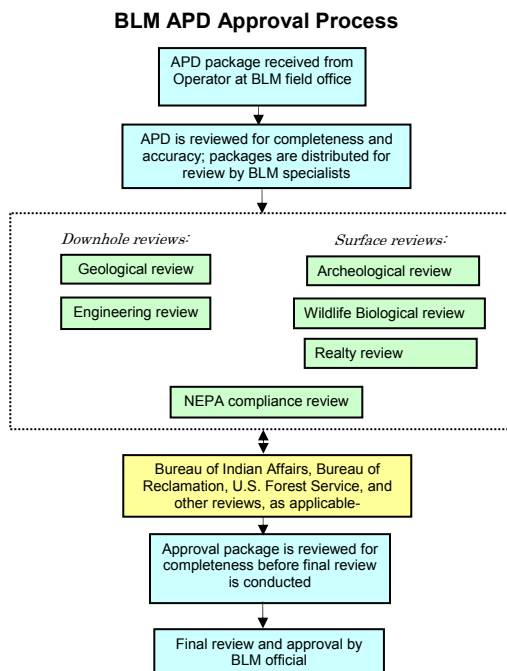 BLM APD Approval Process
APD package received from
Operator at BLM field office
APD is reviewed for completeness and
accuracy; packages are distributed for
review by BLM specialists
Downhole reviews:
Geological review
Engineering review
Surface reviews:
Archeological review
Wildlife Biological review
Realty review
NEPA compliance review
Bureau of Indian Affairs, Bureau of
Reclamation, U.S. Forest Service, and
other reviews, as applicable-
Approval package is reviewed for
completeness before final review
is conducted
Final review and approval by
BLM official